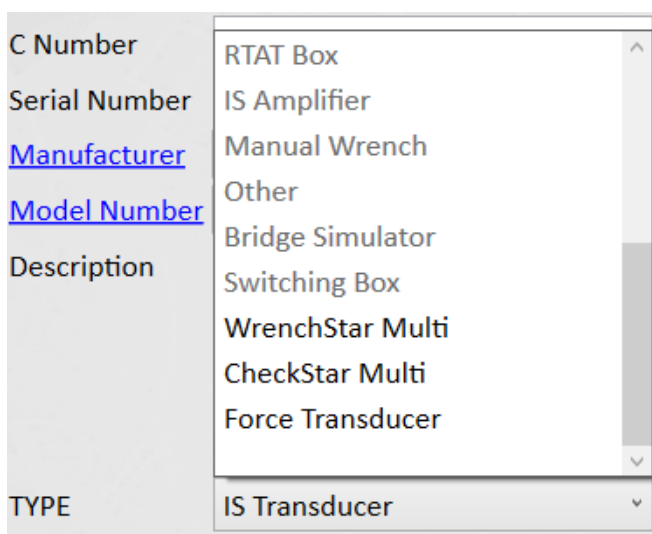 C Number
Serial Number
Manufacturer
Model Number
Description
RTAT Box
IS Amplifier
Manual Wrench
Other
Bridge Simulator
Switching Box
WrenchStar Multi
CheckStar Multi
Force Transducer
TYPE
IS Transducer